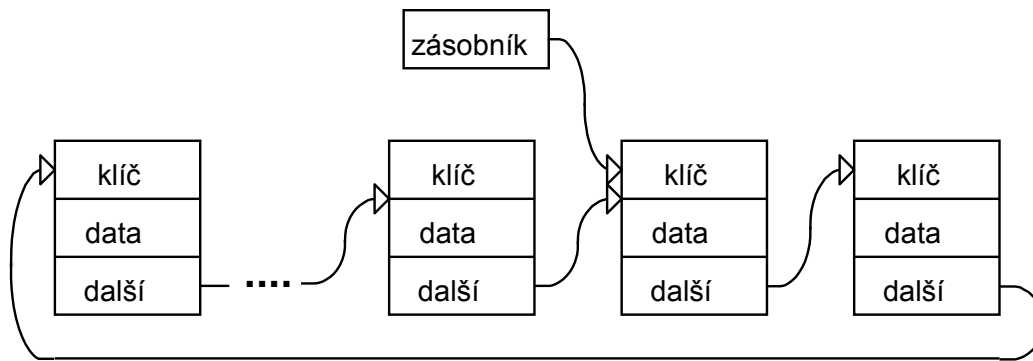 zásobník
klíč klíč klíč klíč
data data data data
další .... další další další